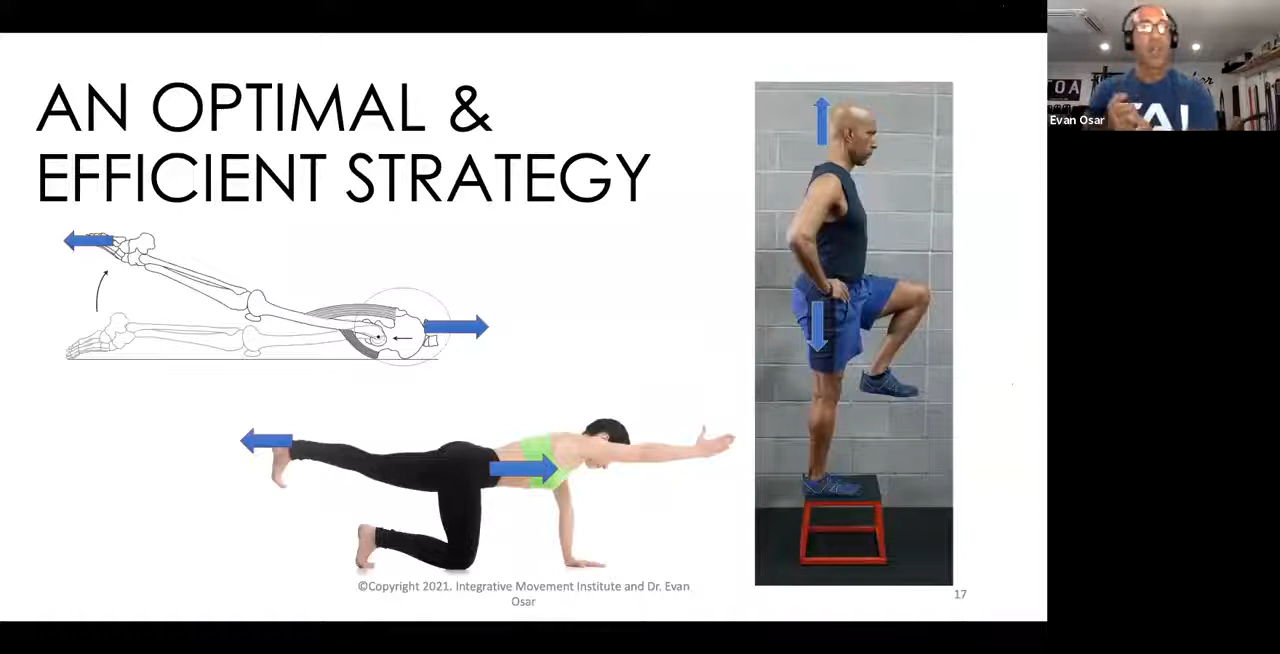 AN OPTIMAL &
EFFICIENT STRATEGY
©Copyright 2021. Integrative Movement Institute and Dr. Evan
Osar
17
Evan Osar